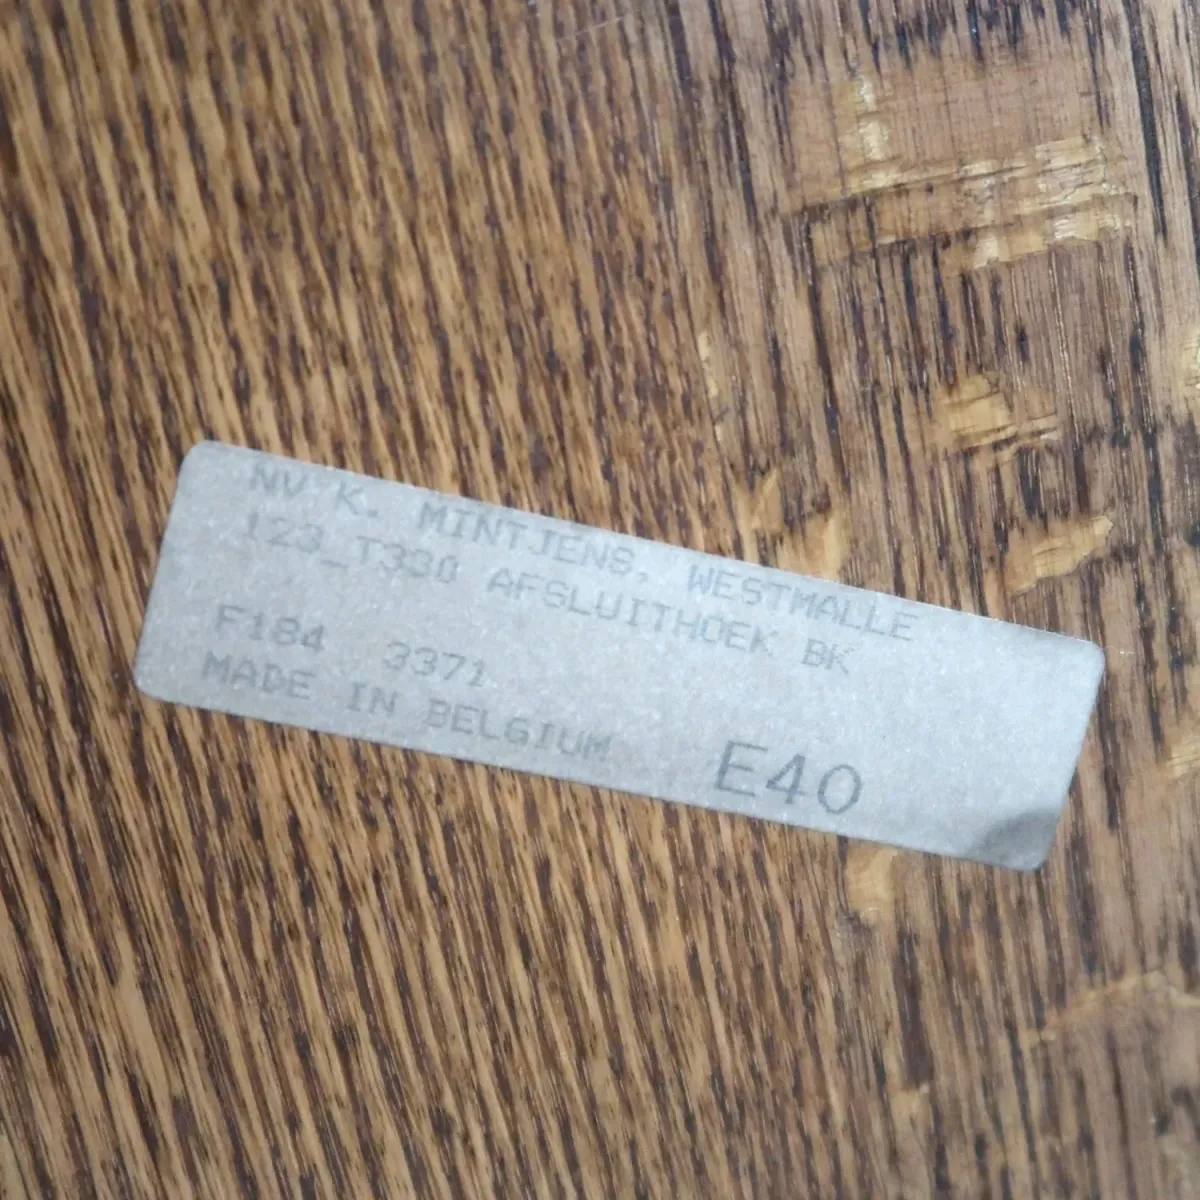 NV K. MINTJENS, WESTMALLE
123_T330 AFSLUITHOEK BK
F184 3371
MADE IN BELGIUM E40